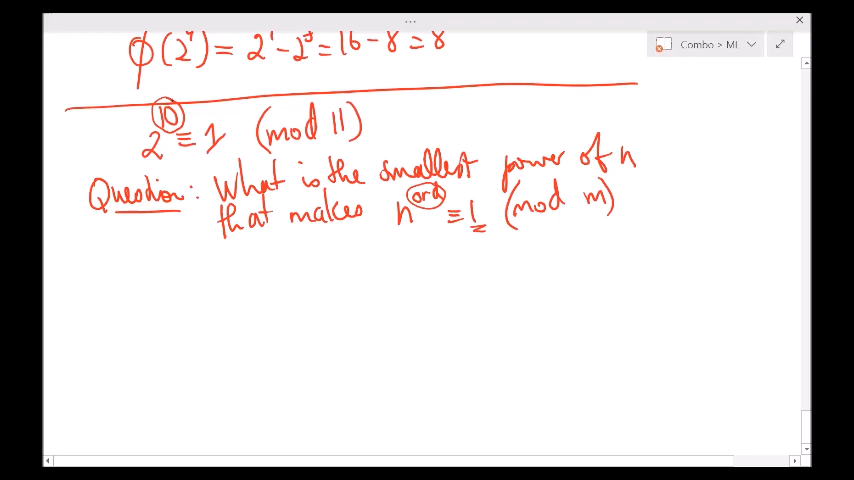 Combo > ML
ϕ(2⁴) = 2⁴ - 2³ = 16 - 8 = 8
2¹⁰ ≡ 1 (mod 11)
Question: What is the smallest power of n
that makes n^ord ≡ 1 (mod m)